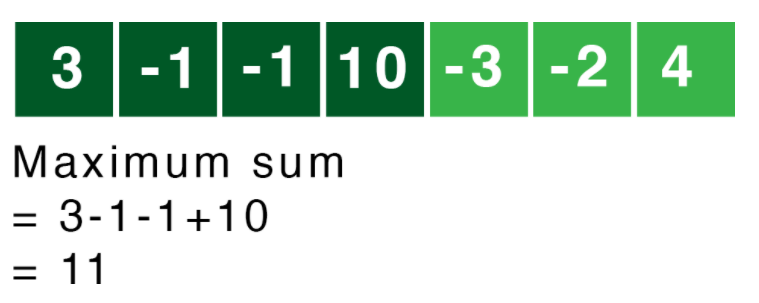 3 -1 -1 10 -3 -2 4
Maximum sum
= 3-1-1+10
= 11